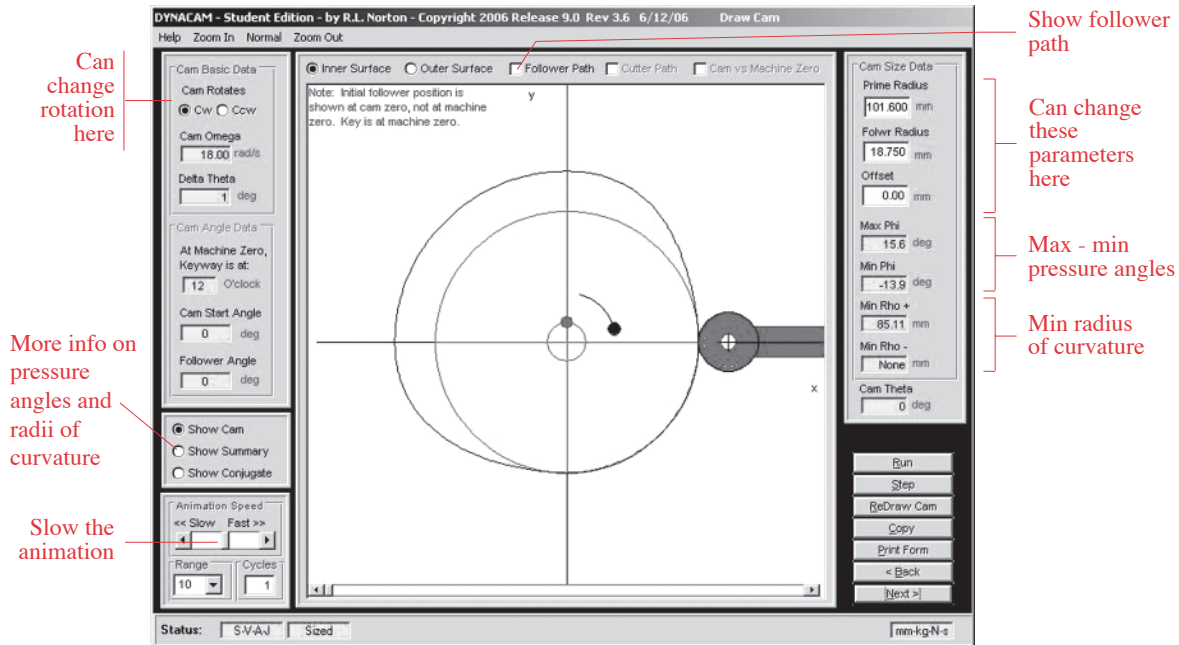 DYNACAM - Student Edition - by R.L. Norton - Copyright 2006 Release 9.0 Rev 3.6 6/12/06 Draw Cam
Help Zoom In Normal Zoom Out
Can
change
rotation
here
More info on
pressure
angles and
radii of
curvature
Slow the
animation
Cam Basic Data
Cam Rotates
Cw Ccw
Cam Omega
18.00 rad/s
Delta Theta
1 deg
Cam Angle Data
At Machine Zero,
Keyway is at:
12 O'clock
Cam Start Angle
0 deg
Follower Angle
0 deg
Show Cam
Show Summary
Show Conjugate
Animation Speed
<< Slow Fast >>
Range Cycles
10 1
Inner Surface Outer Surface Follower Path Cutter Path Cam vs Machine Zero
Note: Initial follower position is
shown at cam zero, not at machine
zero. Key is at machine zero.
y
x
Cam Size Data
Prime Radius
101.600 mm
Folwr Radius
18.750 mm
Offset
0.00 mm
Max Phi
15.6 deg
Min Phi
-13.9 deg
Min Rho +
85.11 mm
Min Rho -
None mm
Cam Theta
0 deg
Run
Step
ReDraw Cam
Copy
Print Form
< Back
Next >
Show follower
path
Can change
these
parameters
here
Max - min
pressure angles
Min radius
of curvature
Status: S-V-A-J Sized mm-kg-N-s